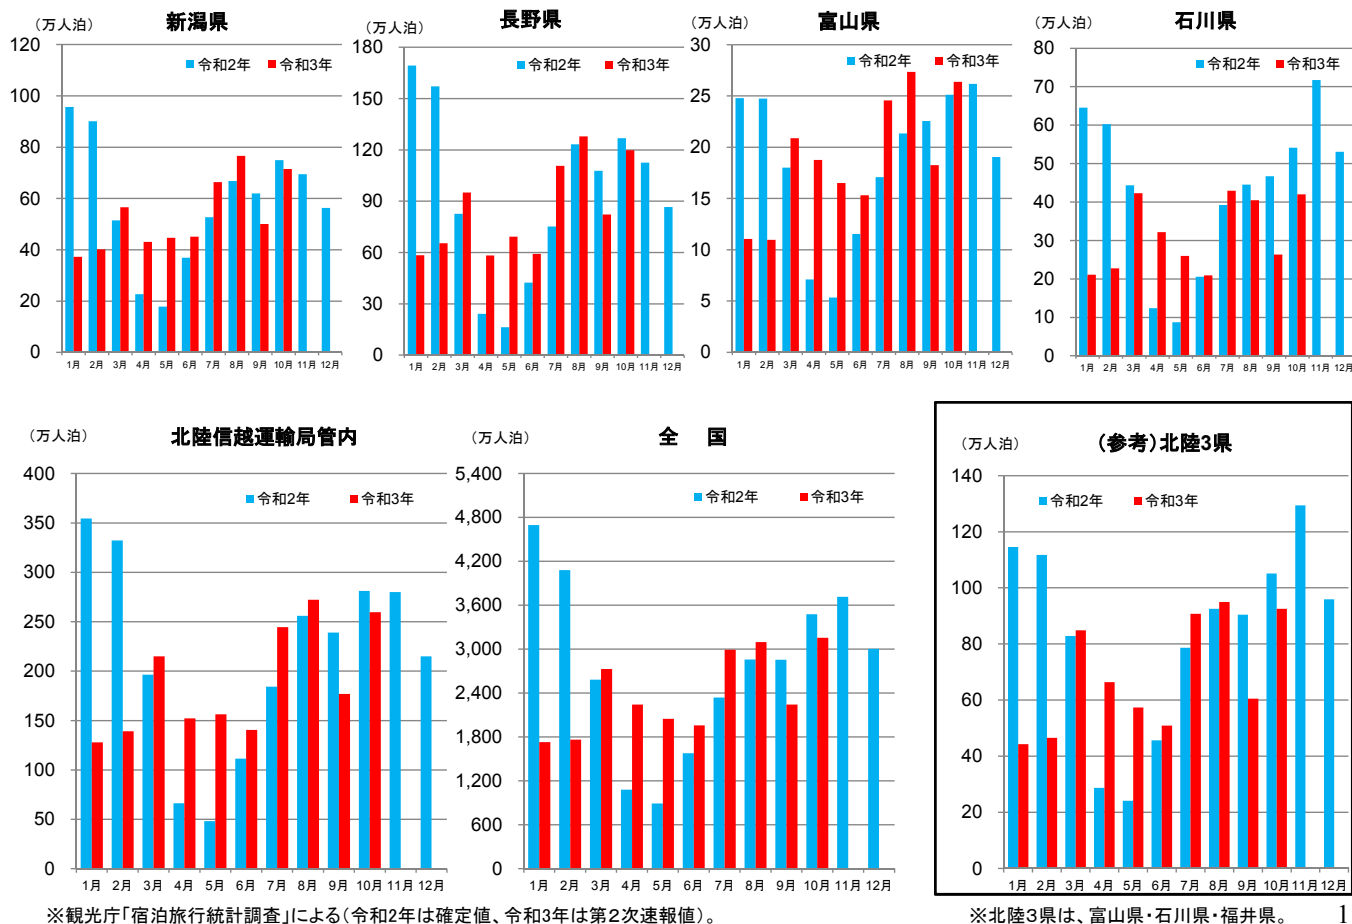 (万人泊)
新潟県
令和2年 令和3年
120
100
80
60
40
20
0
1月 2月 3月 4月 5月 6月 7月 8月 9月 10月 11月 12月
(万人泊)
長野県
令和2年 令和3年
180
150
120
90
60
30
0
1月 2月 3月 4月 5月 6月 7月 8月 9月 10月 11月 12月
(万人泊)
富山県
令和2年 令和3年
30
25
20
15
10
5
0
1月 2月 3月 4月 5月 6月 7月 8月 9月 10月 11月 12月
(万人泊)
石川県
令和2年 令和3年
80
70
60
50
40
30
20
10
0
1月 2月 3月 4月 5月 6月 7月 8月 9月 10月 11月 12月
(万人泊)
北陸信越運輸局管内
令和2年 令和3年
400
350
300
250
200
150
100
50
0
1月 2月 3月 4月 5月 6月 7月 8月 9月 10月 11月 12月
(万人泊)
全 国
令和2年 令和3年
5,400
4,800
4,200
3,600
3,000
2,400
1,800
1,200
600
0
1月 2月 3月 4月 5月 6月 7月 8月 9月 10月 11月 12月
(万人泊)
(参考)北陸3県
令和2年 令和3年
140
120
100
80
60
40
20
0
1月 2月 3月 4月 5月 6月 7月 8月 9月 10月 11月 12月
※観光庁「宿泊旅行統計調査」による(令和2年は確定値、令和3年は第2次速報値)。
※北陸3県は、富山県・石川県・福井県。
1